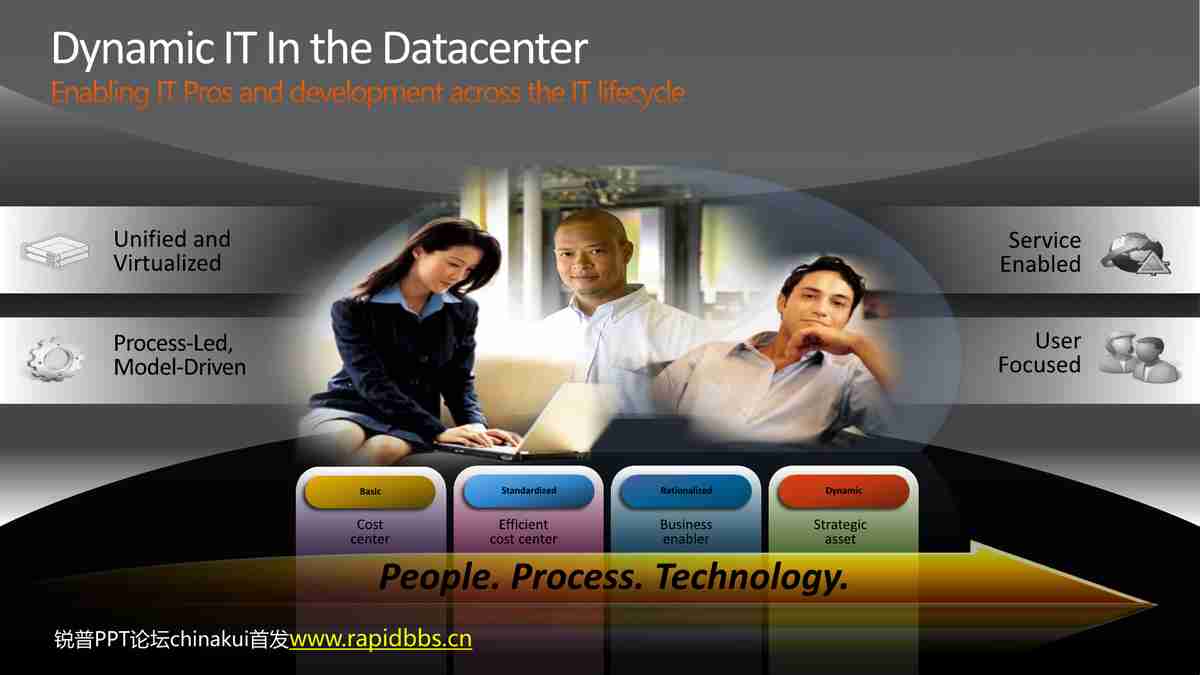 Dynamic IT In the Datacenter
Enabling IT Pros and development across the IT lifecycle
Unified and
Virtualized
Process-Led,
Model-Driven
Service
Enabled
User
Focused
Basic
Cost
center
Standardized
Efficient
cost center
Rationalized
Business
enabler
Dynamic
Strategic
asset
People. Process. Technology.
锐普PPT论坛chinakui首发www.rapidbbs.cn